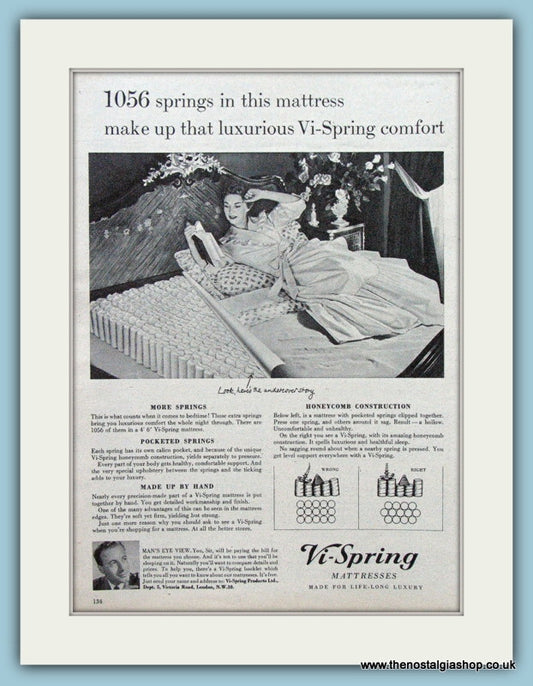 1056 springs in this mattress
make up that luxurious Vi-Spring comfort
Look, here's the undercover story
MORE SPRINGS
This is what counts when it comes to bedtime! Those extra springs
bring you luxurious comfort the whole night through. There are
1056 of them in a 4' 6" Vi-Spring mattress.
POCKETED SPRINGS
Each spring has its own calico pocket, and because of the unique
Vi-Spring honeycomb construction, yields separately to pressure.
Every part of your body gets healthy, comfortable support. And
the very special upholstery between the springs and the ticking
adds to your luxury.
MADE UP BY HAND
Nearly every precision-made part of a Vi-Spring mattress is put
together by hand. You get detailed workmanship and finish.
One of the many advantages of this can be seen in the mattress
edges. They're soft yet firm, yielding but strong.
Just one more reason why you should ask to see a Vi-Spring
when you're shopping for a mattress. At all the better stores.
HONEYCOMB CONSTRUCTION
Below left, is a mattress with pocketed springs clipped together.
Press one spring, and others around it sag. Result — a hollow.
Uncomfortable and unhealthy.
On the right you see a Vi-Spring, with its amazing honeycomb
construction. It spells luxurious and healthful sleep.
No sagging round about when a nearby spring is pressed. You
get level support everywhere with a Vi-Spring.
WRONG RIGHT
MAN'S EYE VIEW. You, Sir, will be paying the bill for
the mattress you choose. And it's ten to one that you'll be
sleeping on it. Naturally you'll want to compare details and
prices. To help you, there's a Vi-Spring booklet which
tells you all you want to know about our mattresses. It's free.
Just send your name and address to: Vi-Spring Products Ltd.,
Dept. 5, Victoria Road, London, N.W.10.
Vi-Spring
MATTRESSES
MADE FOR LIFE-LONG LUXURY
134
www.thenostalgiashop.co.uk